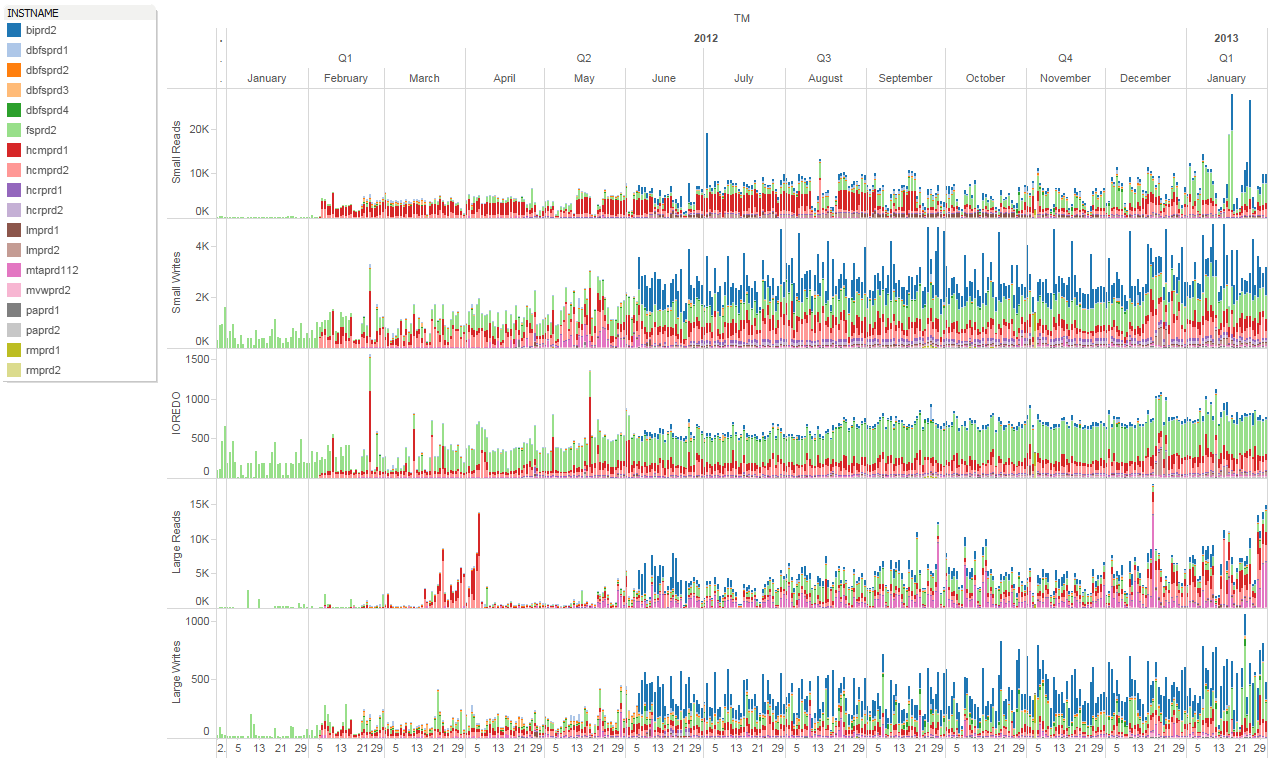 INSTNAME
biprd2
dbfsprd1
dbfsprd2
dbfsprd3
dbfsprd4
fsprd2
hcmprd1
hcmprd2
hcrprd1
hcrprd2
lmprd1
lmprd2
mtaprd112
mvwprd2
paprd1
paprd2
rmprd1
rmprd2
TM
. 2012 2013
. Q1 Q2 Q3 Q4 Q1
. January February March April May June July August September October November December January
Small Reads
20K
10K
0K
Small Writes
4K
2K
0K
IOREDO
1500
1000
500
0
Large Reads
15K
10K
5K
0K
Large Writes
1000
500
0
2. 5 13 21 29 5 13 21 29 5 13 21 29 5 13 21 29 5 13 21 29 5 13 21 29 5 13 21 29 5 13 21 29 5 13 21 29 5 13 21 29 5 13 21 29 5 13 21 29 5 13 21 29